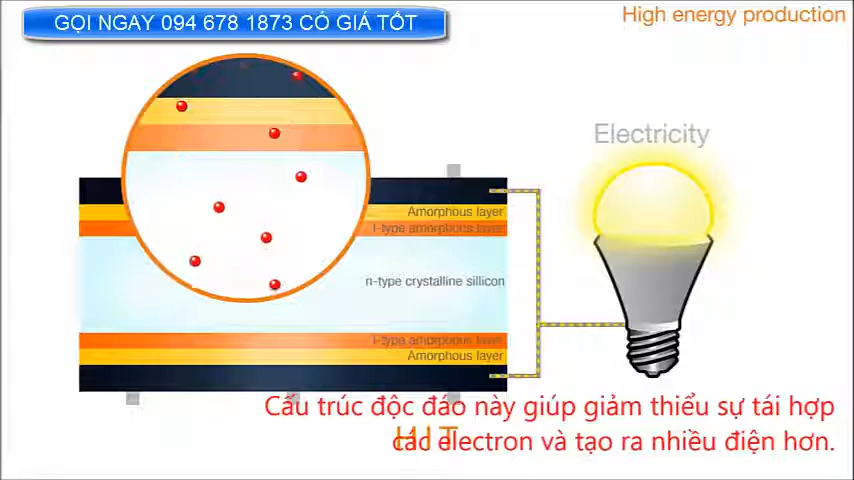 GỌI NGAY 094 678 1873 CÓ GIÁ TỐT
High energy production
Electricity
Amorphous layer
I-type amorphous layer
n-type crystalline sillicon
I-type amorphous layer
Amorphous layer
Cấu trúc độc đáo này giúp giảm thiểu sự tái hợp
các electron và tạo ra nhiều điện hơn.
HIT